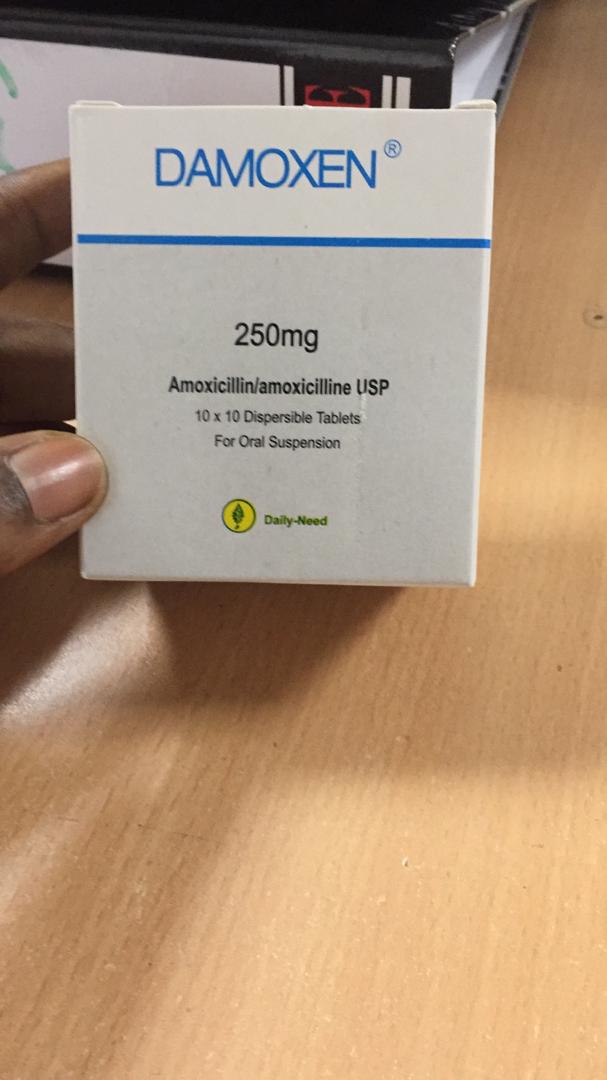 DAMOXEN®
250mg
Amoxicillin/amoxicilline USP
10 x 10 Dispersible Tablets
For Oral Suspension
Daily-Need